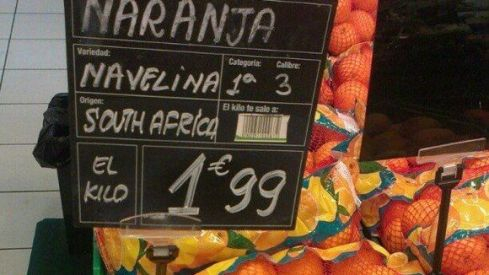 NARANJA
Variedad: Categoría: Calibre:
NAVELINA 1ª 3
Origen: El kilo te sale a:
SOUTH AFRICA
EL
KILO
1€99